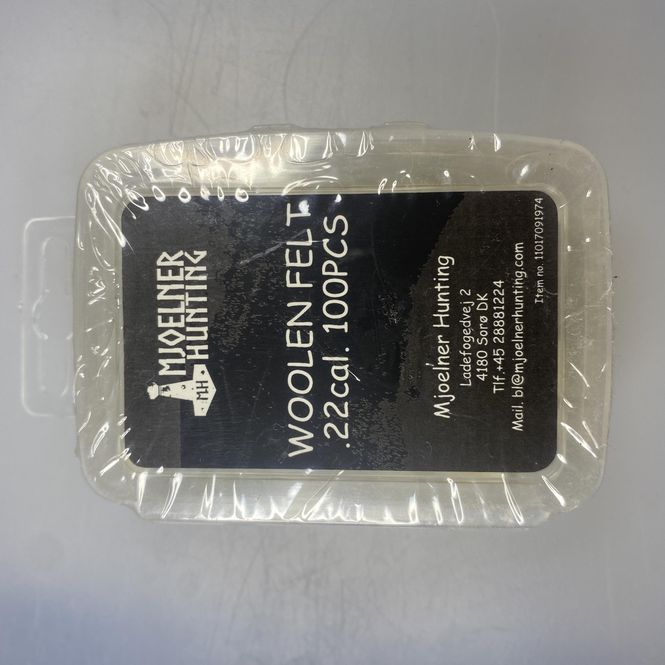 MJOELNER
HUNTING
MH
WOOLEN FELT
.22cal. 100PCS
Mjoelner Hunting
Ladefogedvej 2
4180 Sorø DK
Tlf.+45 28881224
Mail. bl@mjoelnerhunting.com
Item no. 11017091974